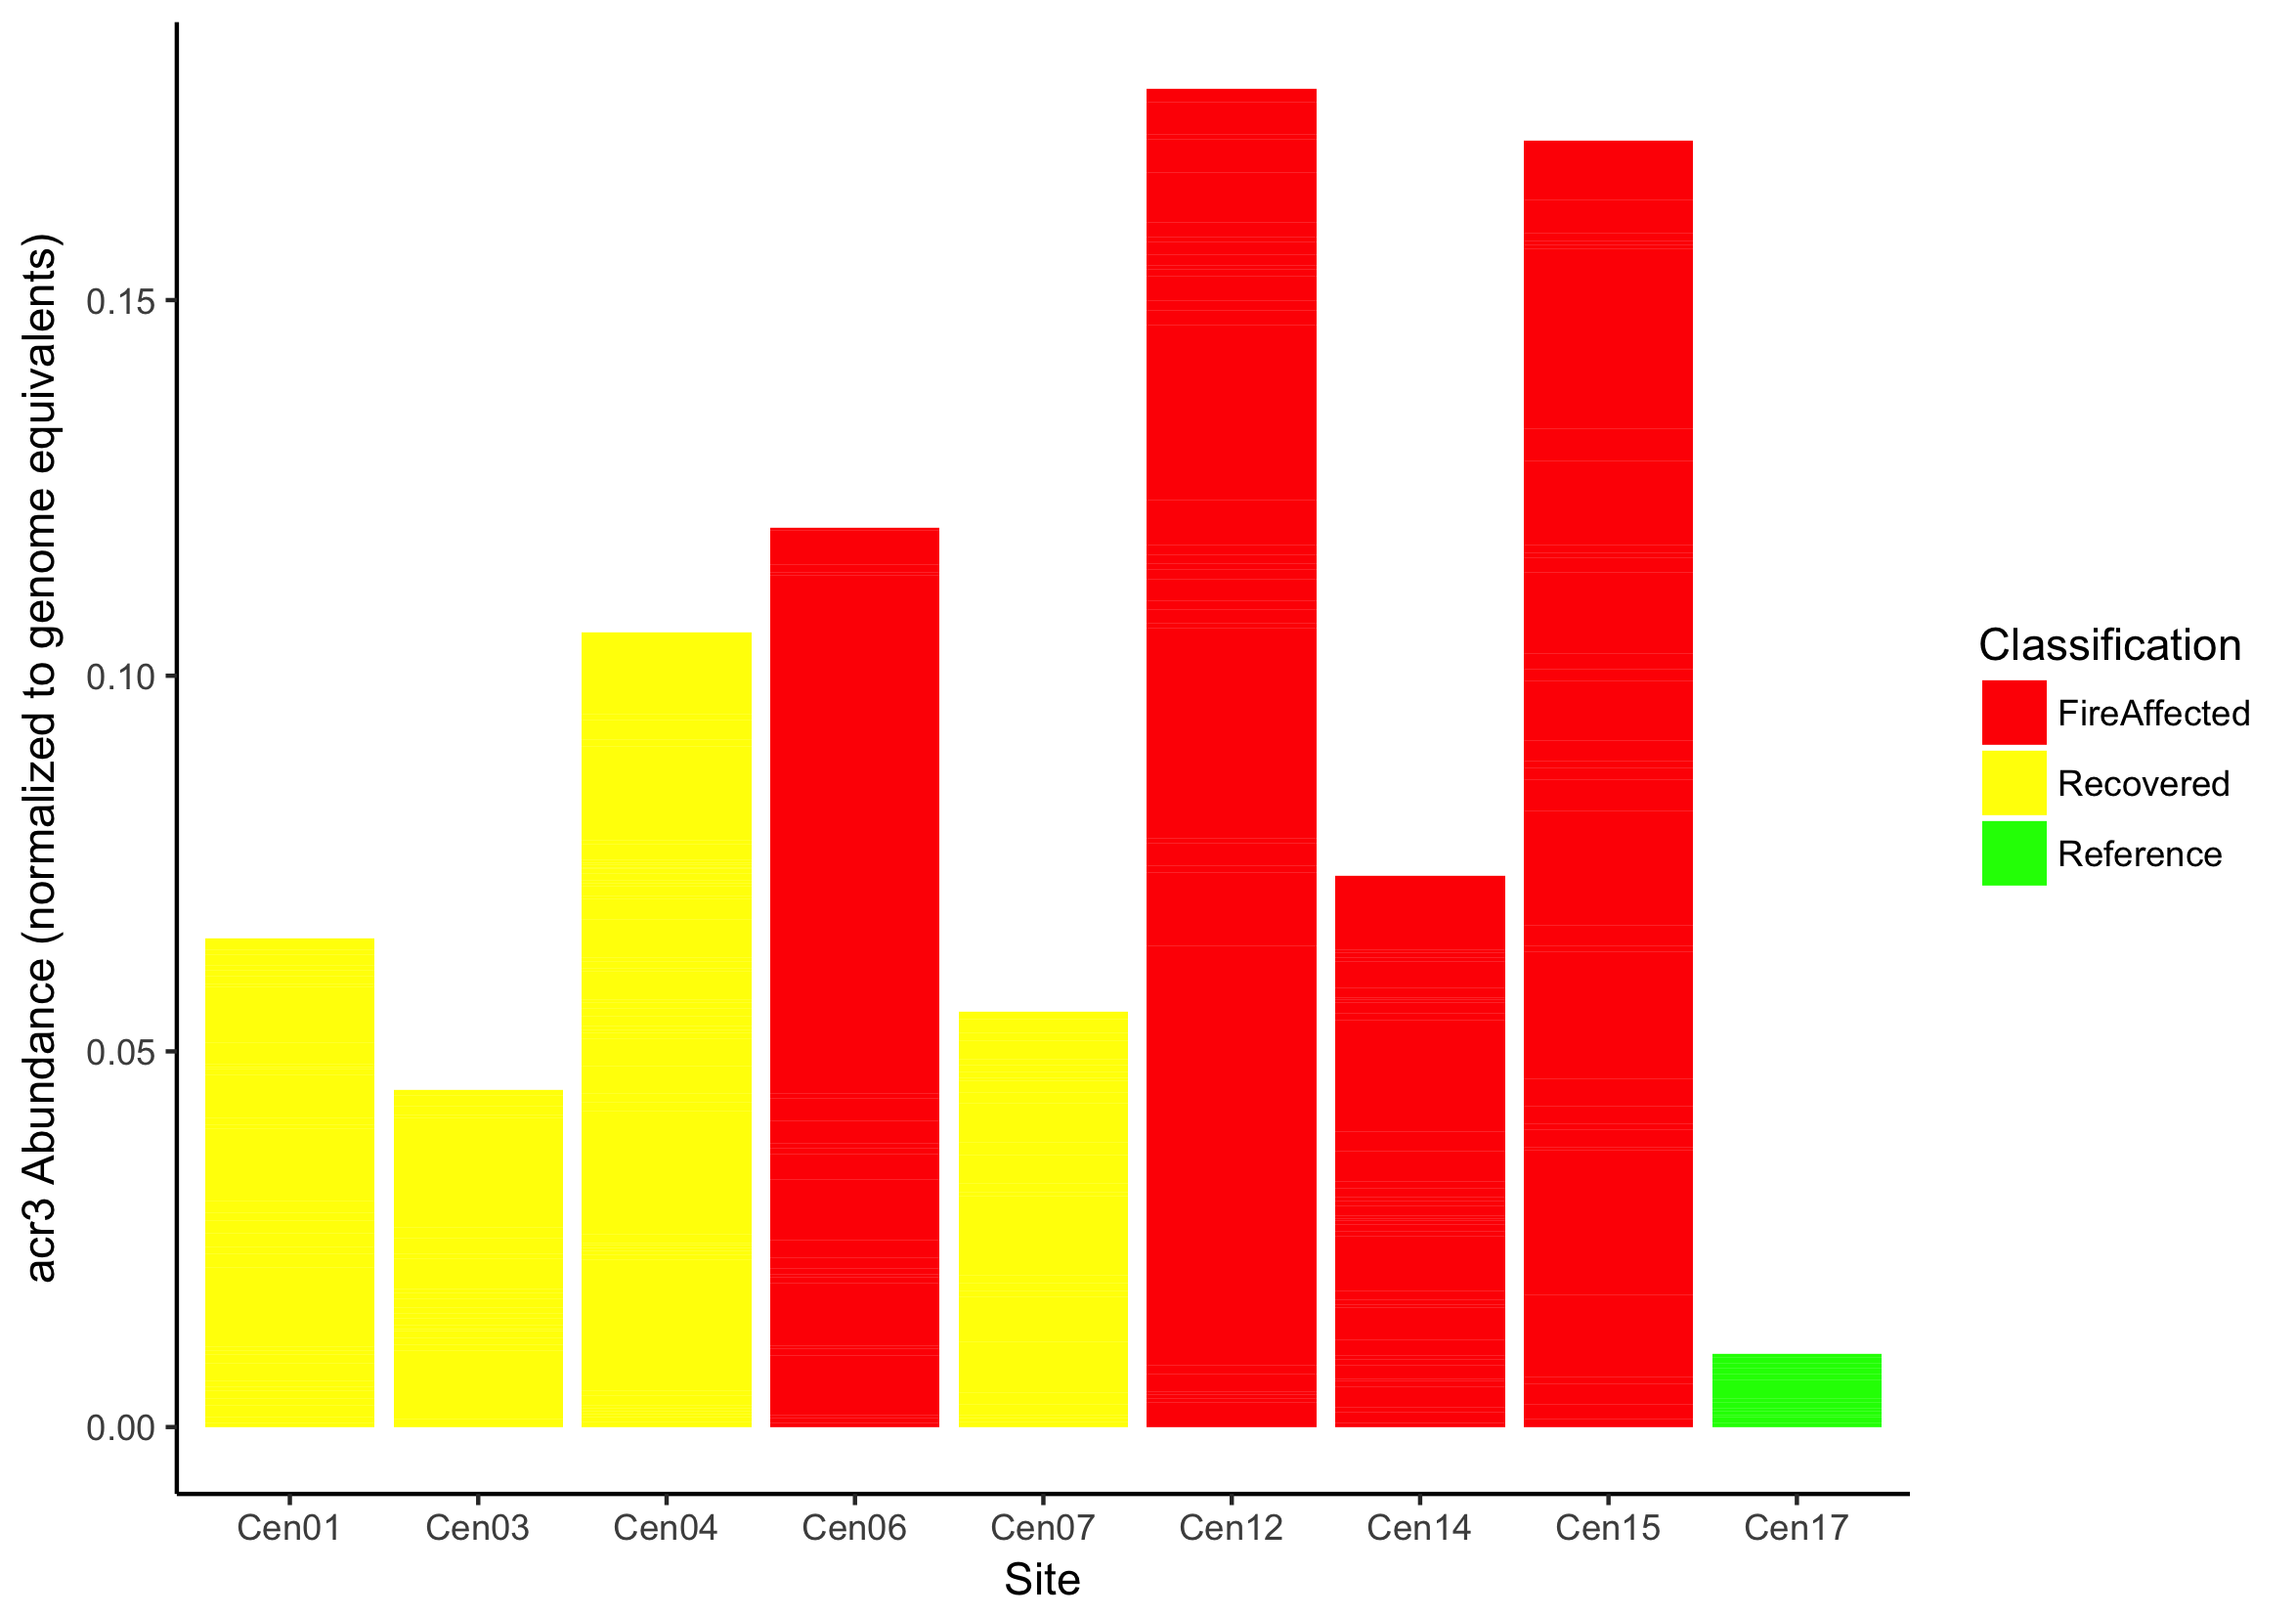 acr3 Abundance (normalized to genome equivalents)
0.15
0.10
0.05
0.00
Cen01 Cen03 Cen04 Cen06 Cen07 Cen12 Cen14 Cen15 Cen17
Site
Classification
FireAffected
Recovered
Reference